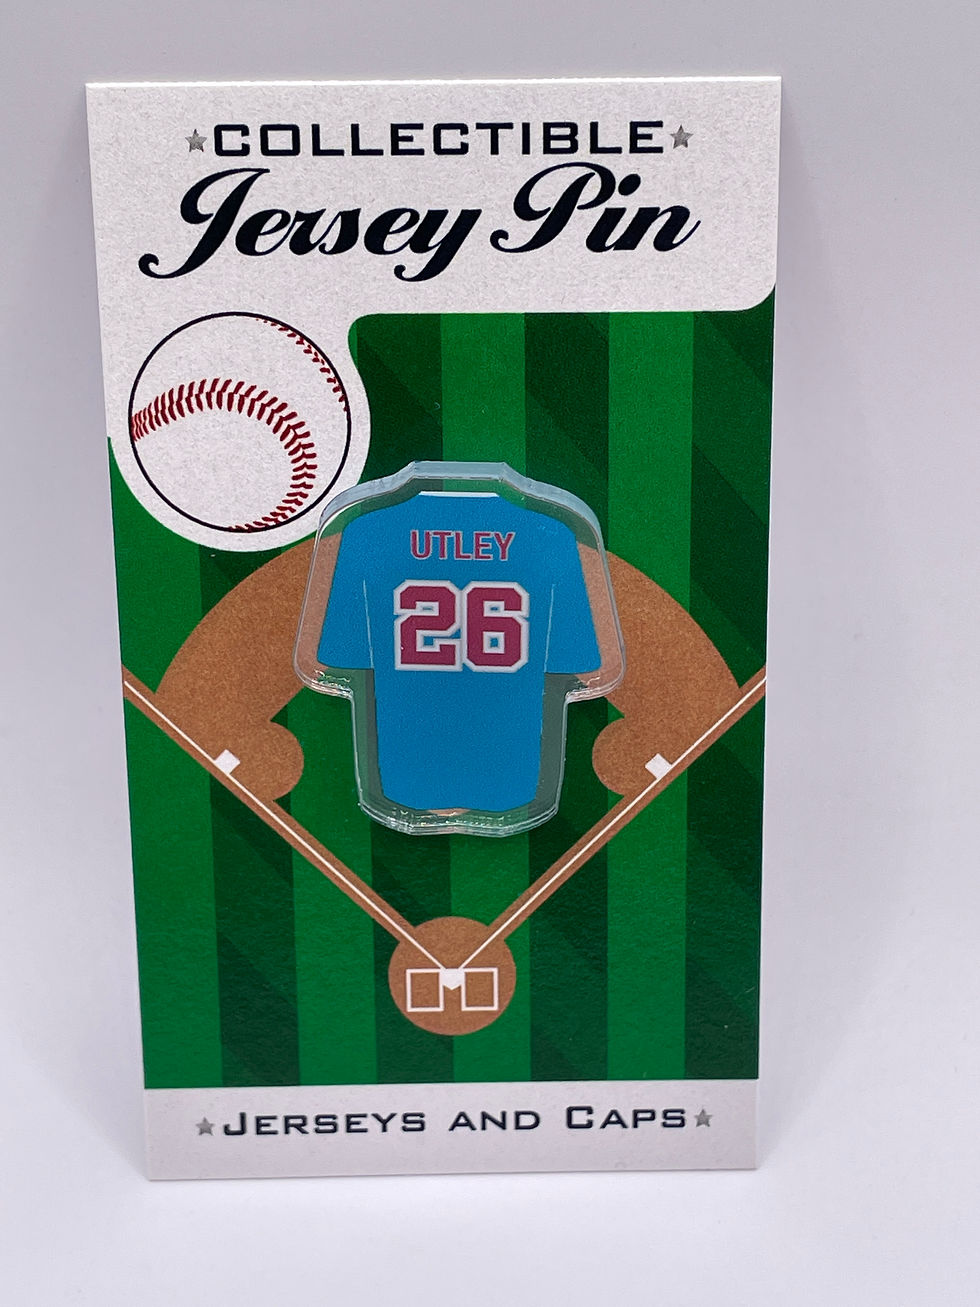 COLLECTIBLE
Jersey Pin
UTLEY
26
JERSEYS AND CAPS